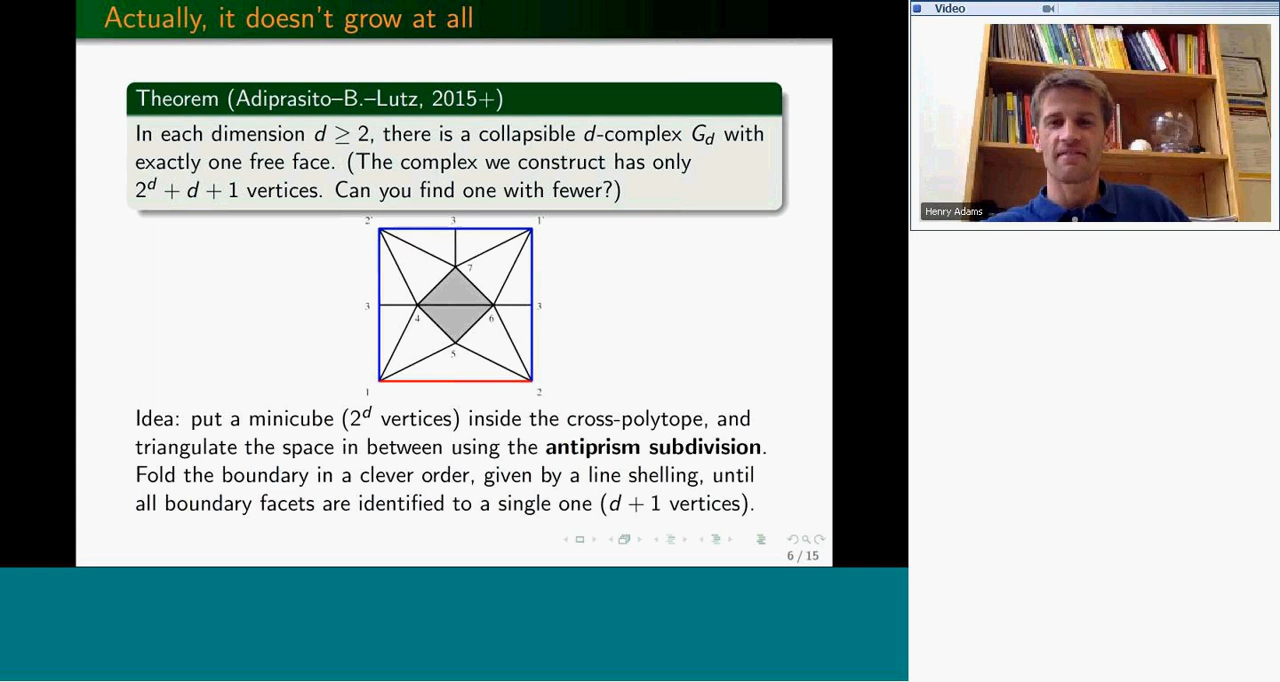 Actually, it doesn't grow at all
Theorem (Adiprasito–B.–Lutz, 2015+)
In each dimension d ≥ 2, there is a collapsible d-complex G_d with
exactly one free face. (The complex we construct has only
2^d + d + 1 vertices. Can you find one with fewer?)
2' 3 1'
7
3 3
4 6
5
1 2
Idea: put a minicube (2^d vertices) inside the cross-polytope, and
triangulate the space in between using the antiprism subdivision.
Fold the boundary in a clever order, given by a line shelling, until
all boundary facets are identified to a single one (d + 1 vertices).
6 / 15
Video
Henry Adams